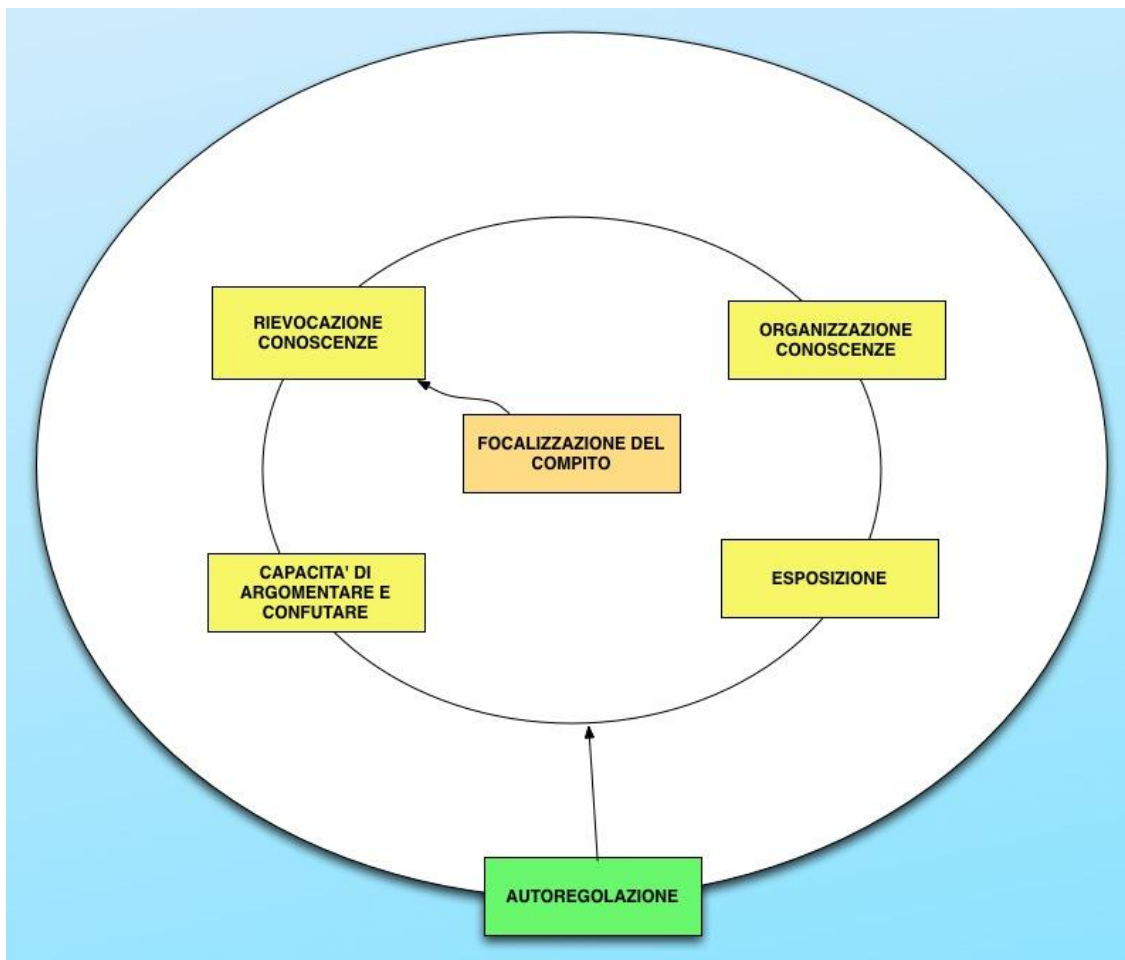 RIEVOCAZIONE
CONOSCENZE
ORGANIZZAZIONE
CONOSCENZE
FOCALIZZAZIONE DEL
COMPITO
CAPACITA' DI
ARGOMENTARE E
CONFUTARE
ESPOSIZIONE
AUTOREGOLAZIONE